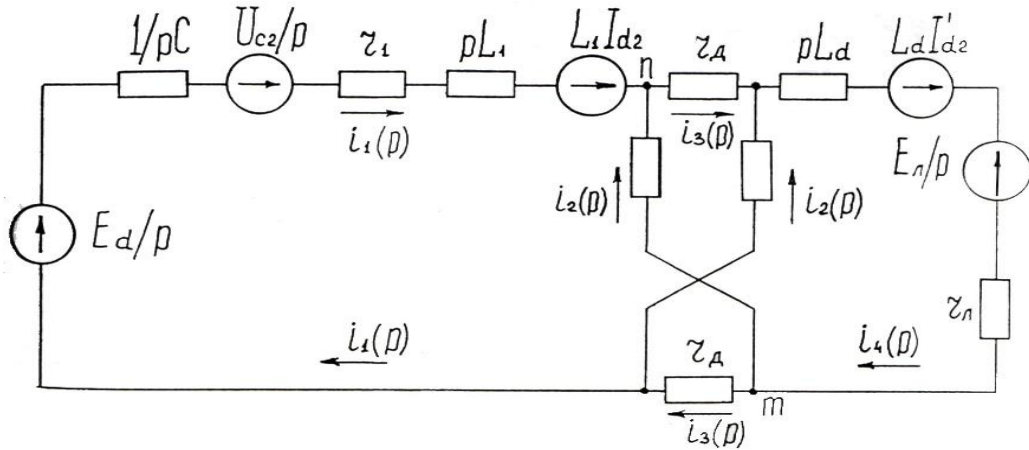 1/pC
U_{c2}/p
r_1
pL_1
L_1I_{d2}
n
r_Д
pL_d
L_dI'_{d2}
i_1(p)
i_3(p)
E_л/p
i_2(p)
i_2(p)
E_d/p
r_л
i_1(p)
r_Д
i_4(p)
m
i_3(p)